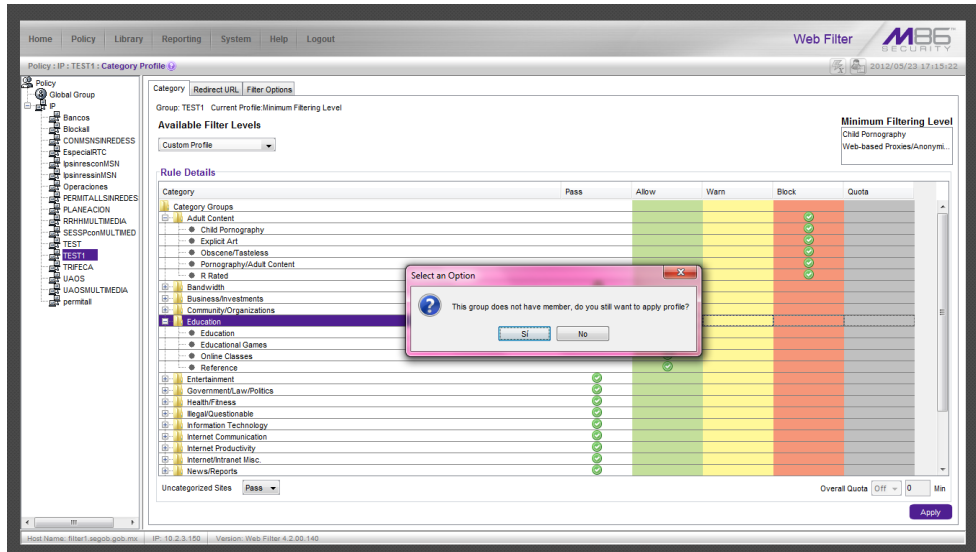 Home Policy Library Reporting System Help Logout
Web Filter M86 SECURITY
Policy : IP : TEST1 : Category Profile
2012/05/23 17:15:22
Policy
Global Group
IP
Bancos
Blockall
CONMSNSINREDESS
EspecialRTC
IpsinresconMSN
IpsinressinMSN
Operaciones
PERMITALLSINREDES
PLANEACION
RRHHMULTIMEDIA
SESSPconMULTIMED
TEST
TEST1
TRIFECA
UAOS
UAOSMULTIMEDIA
permitall
Category Redirect URL Filter Options
Group: TEST1 Current Profile:Minimum Filtering Level
Available Filter Levels
Custom Profile
Minimum Filtering Level
Child Pornography
Web-based Proxies/Anonymi...
Rule Details
Category Pass Allow Warn Block Quota
Category Groups
Adult Content
Child Pornography
Explicit Art
Obscene/Tasteless
Pornography/Adult Content
R Rated
Bandwidth
Business/Investments
Community/Organizations
Education
Education
Educational Games
Online Classes
Reference
Entertainment
Government/Law/Politics
Health/Fitness
Illegal/Questionable
Information Technology
Internet Communication
Internet Productivity
Internet/Intranet Misc.
News/Reports
Select an Option
This group does not have member, do you still want to apply profile?
Sí No
Uncategorized Sites Pass
Overall Quota Off 0 Min
Apply
Host Name: filter1.segob.gob.mx IP: 10.2.3.150 Version: Web Filter 4.2.00.140